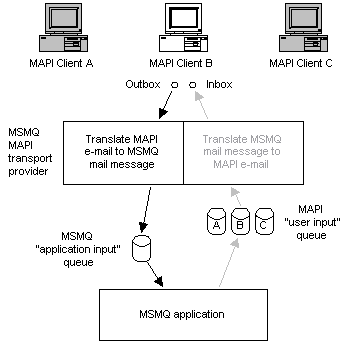 MAPI Client A
MAPI Client B
MAPI Client C
Outbox
Inbox
MSMQ
MAPI
transport
provider
Translate MAPI
e-mail to MSMQ
mail message
Translate MSMQ
mail message to
MAPI e-mail
MSMQ
"application input"
queue
A
B
C
MAPI
"user input"
queue
MSMQ application